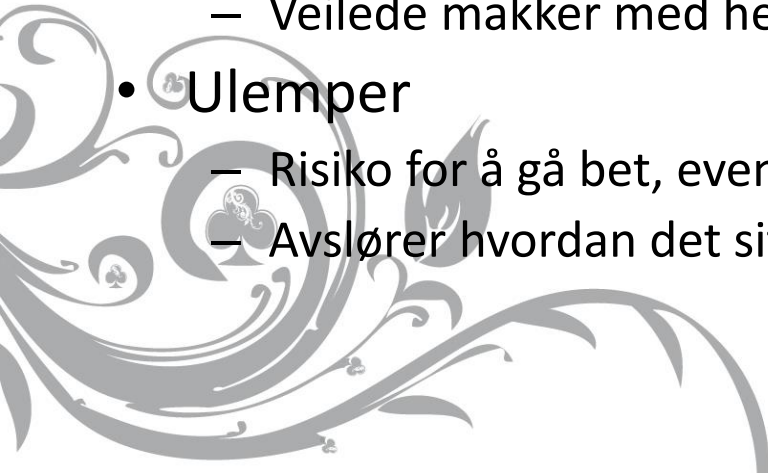 – Veilede makker med
• Ulemper
– Risiko for å gå bet,
– Avslører hvordan det